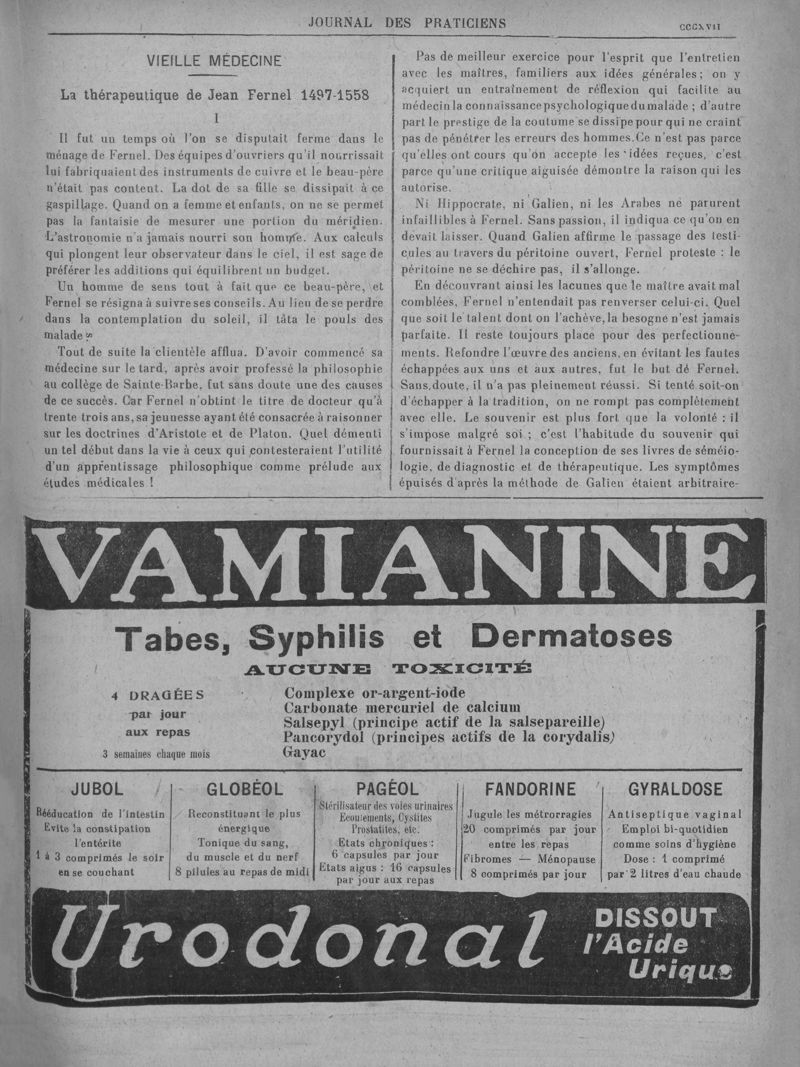 JOURNAL DES PRATICIENS
CCCXVII
VIEILLE MÉDECINE
La thérapeutique de Jean Fernel 1497-1558
I
Il fut un temps où l'on se disputait ferme dans le
ménage de Fernel. Des équipes d'ouvriers qu'il nourrissait
lui fabriquaient des instruments de cuivre et le beau-père
n'était pas content. La dot de sa fille se dissipait à ce
gaspillage. Quand on a femme et enfants, on ne se permet
pas la fantaisie de mesurer une portion du méridien.
L'astronomie n'a jamais nourri son homme. Aux calculs
qui plongent leur observateur dans le ciel, il est sage de
préférer les additions qui équilibrent un budget.
Un homme de sens tout à fait que ce beau-père, et
Fernel se résigna à suivre ses conseils. Au lieu de se perdre
dans la contemplation du soleil, il tâta le pouls des
malades
Tout de suite la clientèle afflua. D'avoir commencé sa
médecine sur le tard, après avoir professé la philosophie
au collège de Sainte-Barbe, fut sans doute une des causes
de ce succès. Car Fernel n'obtint le titre de docteur qu'à
trente trois ans, sa jeunesse ayant été consacrée à raisonner
sur les doctrines d'Aristote et de Platon. Quel démenti
un tel début dans la vie à ceux qui contesteraient l'utilité
d'un apprentissage philosophique comme prélude aux
études médicales !
Pas de meilleur exercice pour l'esprit que l'entretien
avec les maîtres, familiers aux idées générales ; on y
acquiert un entraînement de réflexion qui facilite au
médecin la connaissance psychologique du malade ; d'autre
part le prestige de la coutume se dissipe pour qui ne craint
pas de pénétrer les erreurs des hommes. Ce n'est pas parce
qu'elles ont cours qu'on accepte les idées reçues, c'est
parce qu'une critique aiguisée démontre la raison qui les
autorise.
Ni Hippocrate, ni Galien, ni les Arabes né parurent
infaillibles à Fernel. Sans passion, il indiqua ce qu'on en
devait laisser. Quand Galien affirme le passage des testi-
cules au travers du péritoine ouvert, Fernel proteste : le
péritoine ne se déchire pas, il s'allonge.
En découvrant ainsi les lacunes que le maître avait mal
comblées, Fernel n'entendait pas renverser celui-ci. Quel
que soit le talent dont on l'achève, la besogne n'est jamais
parfaite. Il reste toujours place pour des perfectionne-
ments. Refondre l'œuvre des anciens, en évitant les fautes
échappées aux uns et aux autres, fut le but dé Fernel.
Sans doute, il n'a pas pleinement réussi. Si tenté soit-on
d'échapper à la tradition, on ne rompt pas complètement
avec elle. Le souvenir est plus fort que la volonté : il
s'impose malgré soi ; c'est l'habitude du souvenir qui
fournissait à Fernel la conception de ses livres de séméio-
logie, de diagnostic et de thérapeutique. Les symptômes
épuisés d'après la méthode de Galien étaient arbitraire-
VAMIANINE
Tabes, Syphilis et Dermatoses
AUCUNE TOXICITÉ
4 DRAGÉES
par jour
aux repas
3 semaines chaque mois
Complexe or-argent-iode
Carbonate mercuriel de calcium
Salsepyl (principe actif de la salsepareille)
Pancorydol (principes actifs de la corydalis)
Gayac
JUBOL
Rééducation de l'intestin
Evite la constipation
l'entérite
1 à 3 comprimés le soir
en se couchant
GLOBÉOL
Reconstituant le plus
énergique
Tonique du sang,
du muscle et du nerf
8 pilules au repas de midi
PAGÉOL
Stérilisateur des voies urinaires
Ecoulements, Cystites
Prostatites, etc.
Etats chroniques :
6 capsules par jour
Etats aigus : 16 capsules
par jour aux repas
FANDORINE
Jugule les métrorragies
20 comprimés par jour
entre les repas
Fibromes — Ménopause
8 comprimés par jour
GYRALDOSE
Antiseptique vaginal
Emploi bi-quotidien
comme soins d'hygiène
Dose : 1 comprimé
par 2 litres d'eau chaude
Urodonal
DISSOUT
l'Acide
Urique